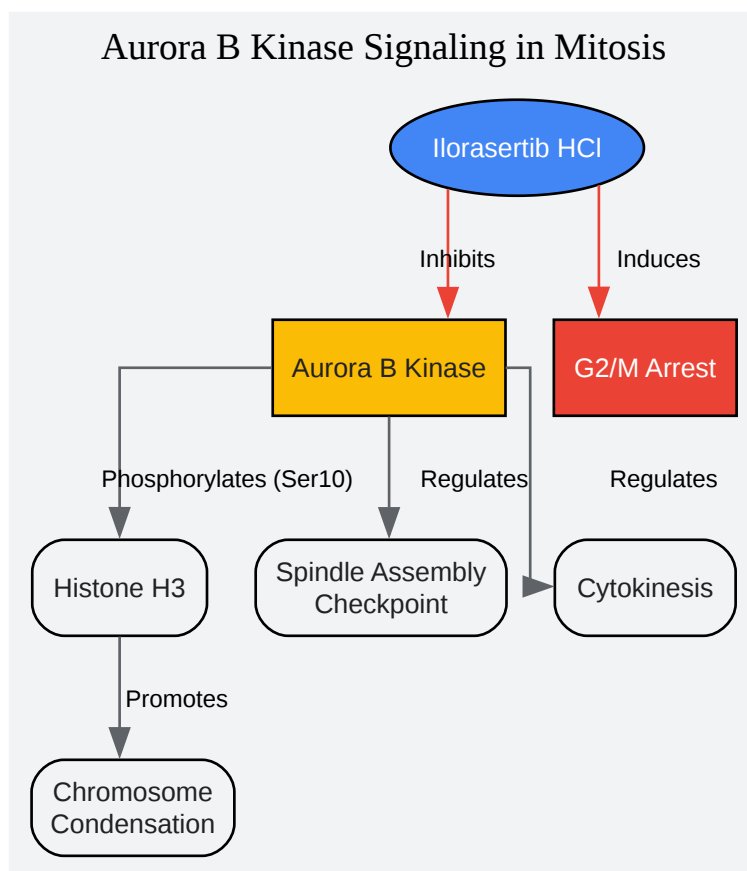 Aurora B Kinase Signaling in Mitosis
Ilorasertib HCl
Inhibits
Induces
Aurora B Kinase
G2/M Arrest
Phosphorylates (Ser10)
Regulates
Regulates
Histone H3
Spindle Assembly
Checkpoint
Cytokinesis
Promotes
Chromosome
Condensation